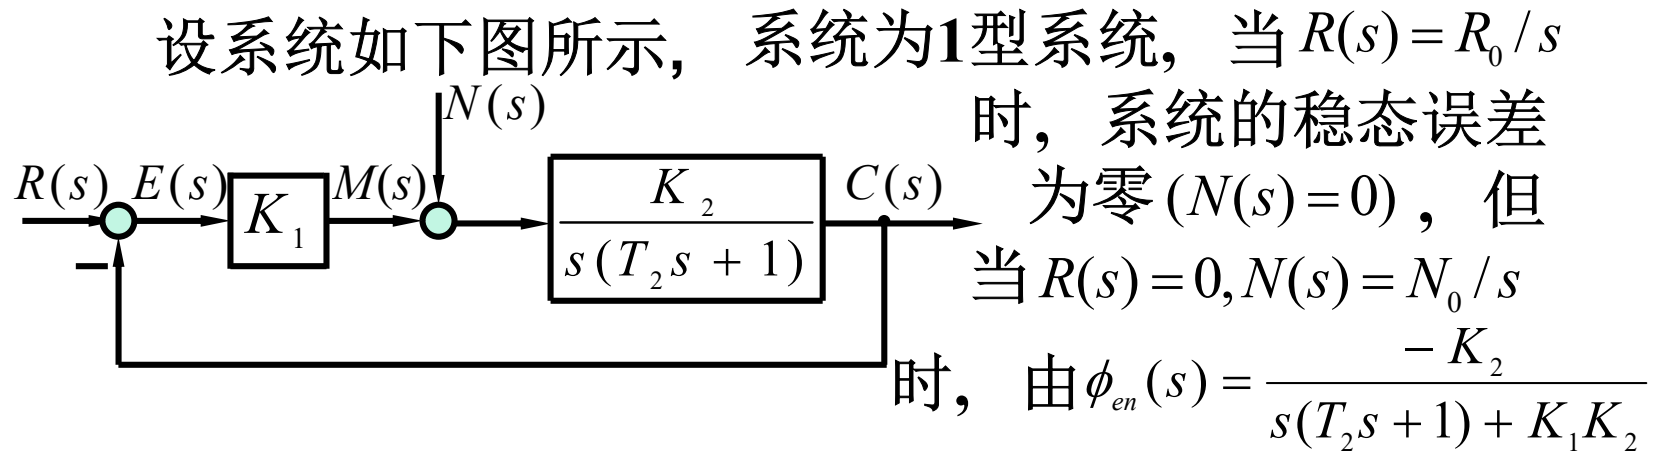 设系统如下图所示， 系统为1型系统， 当 R(s) = R₀ / s
N(s)
时， 系统的稳态误差
R(s) E(s) K₁ M(s) K₂ / s(T₂s + 1) C(s)
为零 (N(s) = 0) ， 但
−
当 R(s) = 0, N(s) = N₀ / s
时， 由 ϕₑₙ(s) = −K₂ / s(T₂s + 1) + K₁K₂